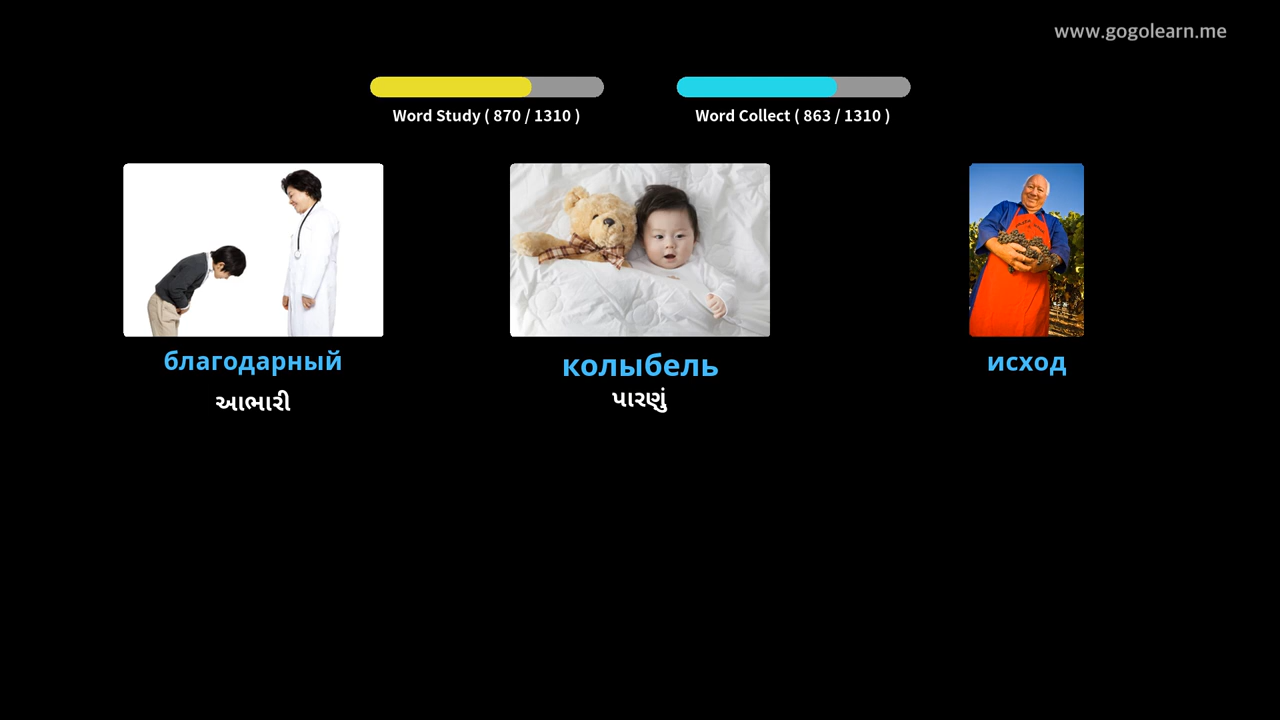 www.gogolearn.me
Word Study ( 870 / 1310 )
Word Collect ( 863 / 1310 )
благодарный
આભારી
колыбель
પારણું
исход